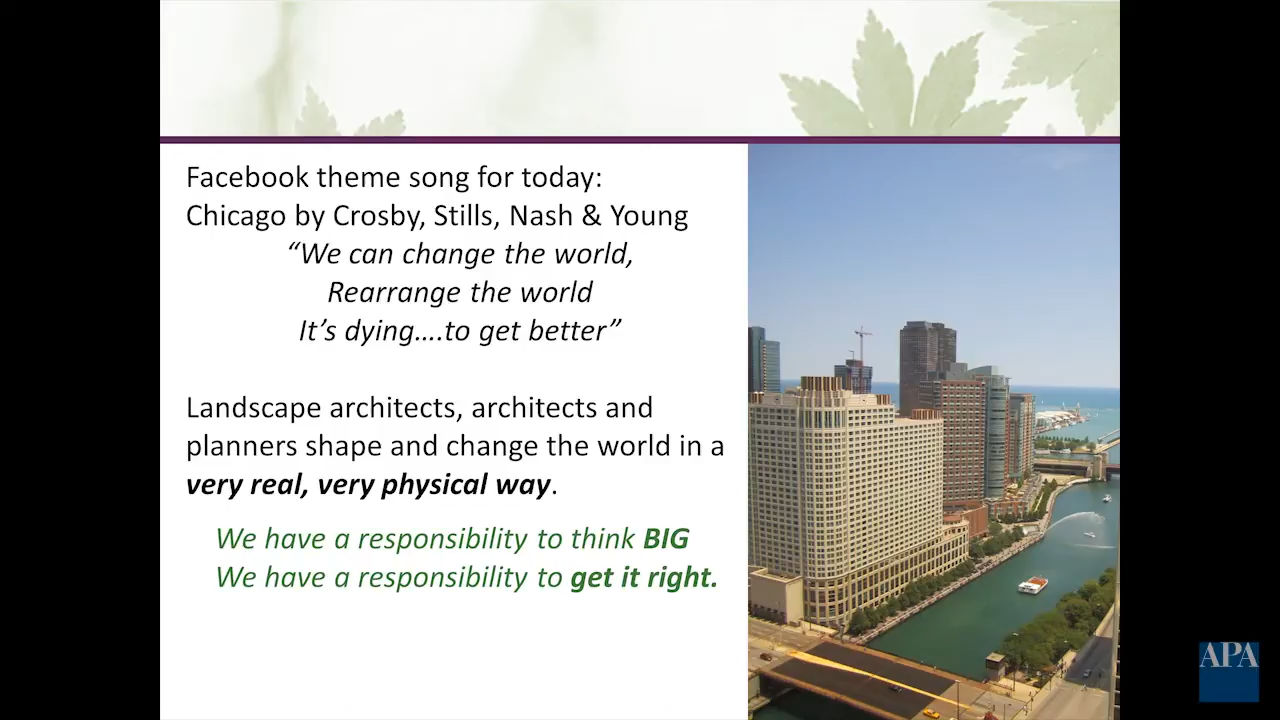 Facebook theme song for today:
Chicago by Crosby, Stills, Nash & Young
“We can change the world,
Rearrange the world
It’s dying….to get better”
Landscape architects, architects and
planners shape and change the world in a
very real, very physical way.
We have a responsibility to think BIG
We have a responsibility to get it right.
APA